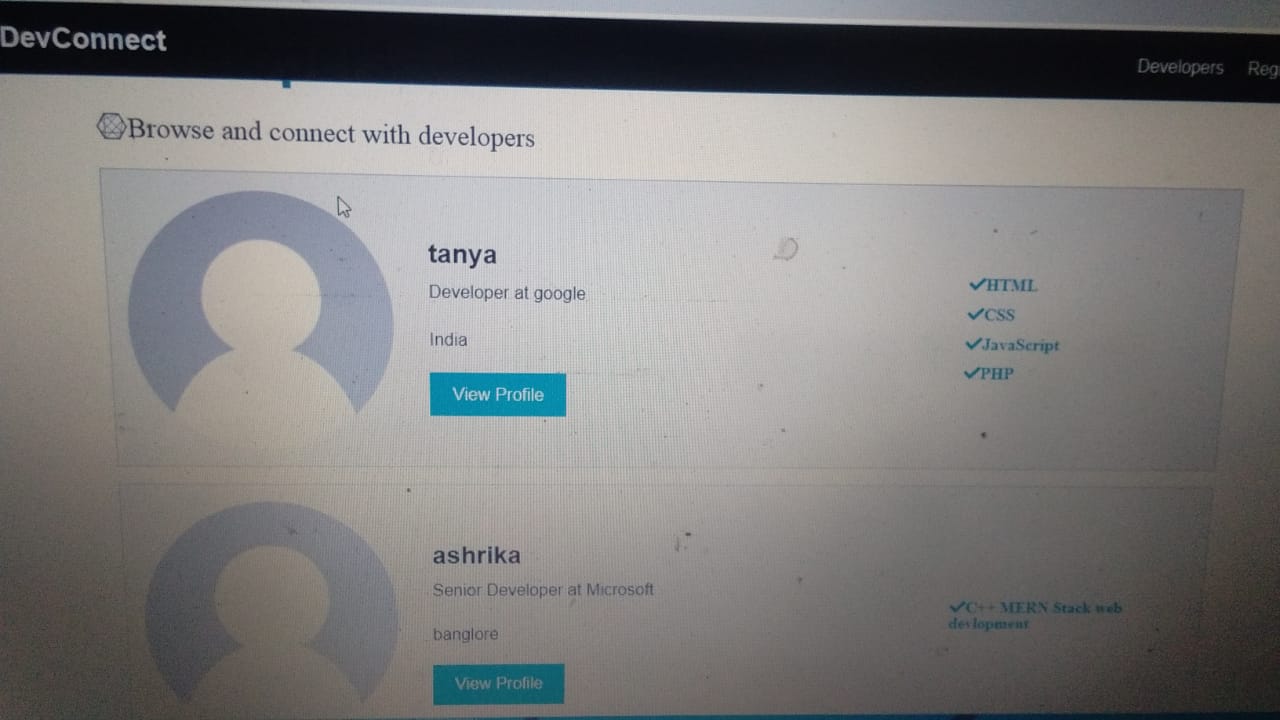 DevConnect
Developers Reg
Browse and connect with developers
tanya
Developer at google
India
View Profile
HTML
CSS
JavaScript
PHP
ashrika
Senior Developer at Microsoft
banglore
View Profile
C++ MERN Stack web
devlopment